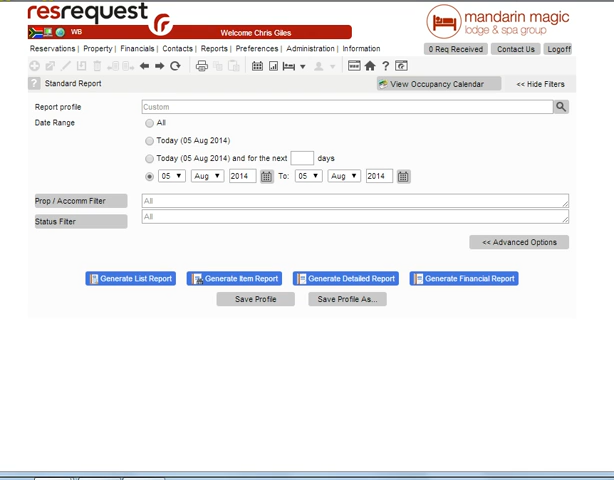 resrequest
mandarin magic
lodge & spa group
WB
Welcome Chris Giles
Reservations | Property | Financials | Contacts | Reports | Preferences | Administration | Information
0 Req Received
Contact Us
Logoff
? Standard Report
View Occupancy Calendar
<< Hide Filters
Report profile
Custom
Date Range
All
Today (05 Aug 2014)
Today (05 Aug 2014) and for the next
days
05 Aug 2014 To: 05 Aug 2014
Prop / Accomm Filter
All
Status Filter
All
<< Advanced Options
Generate List Report
Generate Item Report
Generate Detailed Report
Generate Financial Report
Save Profile
Save Profile As...